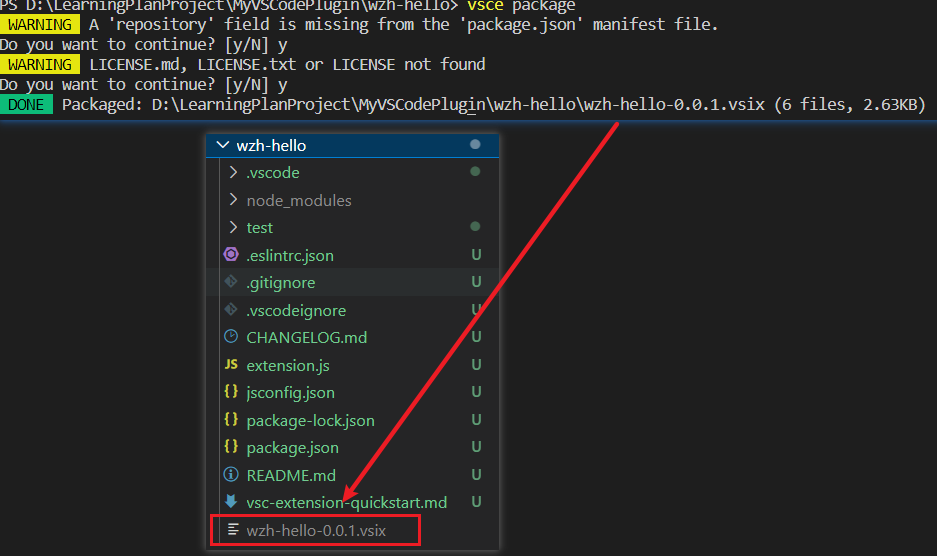 PS D:\LearningPlanProject\MyVSCodePlugin\wzh-hello> vsce package
WARNING A 'repository' field is missing from the 'package.json' manifest file.
Do you want to continue? [y/N] y
WARNING LICENSE.md, LICENSE.txt or LICENSE not found
Do you want to continue? [y/N] y
DONE Packaged: D:\LearningPlanProject\MyVSCodePlugin\wzh-hello\wzh-hello-0.0.1.vsix (6 files, 2.63KB)
wzh-hello
.vscode
node_modules
test
.eslintrc.json U
.gitignore U
.vscodeignore U
CHANGELOG.md U
JS extension.js U
{} jsconfig.json U
{} package-lock.json U
{} package.json U
README.md U
vsc-extension-quickstart.md U
wzh-hello-0.0.1.vsix